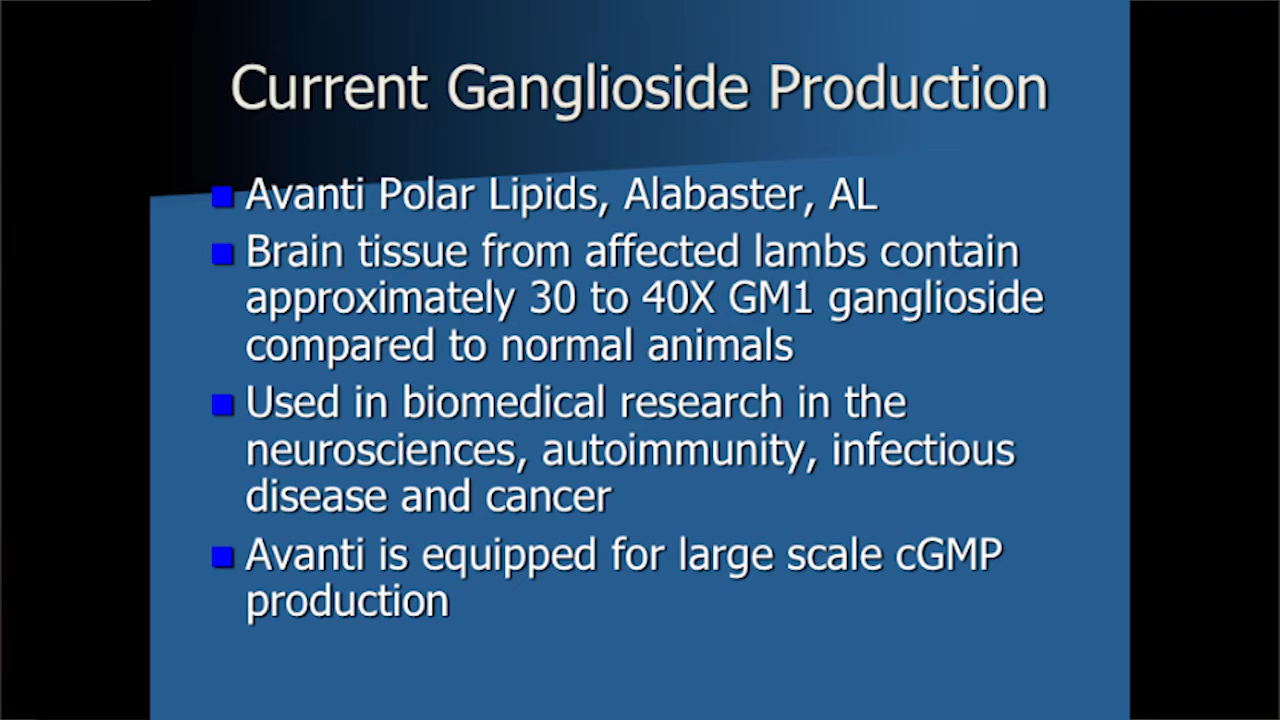 Current Ganglioside Production
Avanti Polar Lipids, Alabaster, AL
Brain tissue from affected lambs contain
approximately 30 to 40X GM1 ganglioside
compared to normal animals
Used in biomedical research in the
neurosciences, autoimmunity, infectious
disease and cancer
Avanti is equipped for large scale cGMP
production